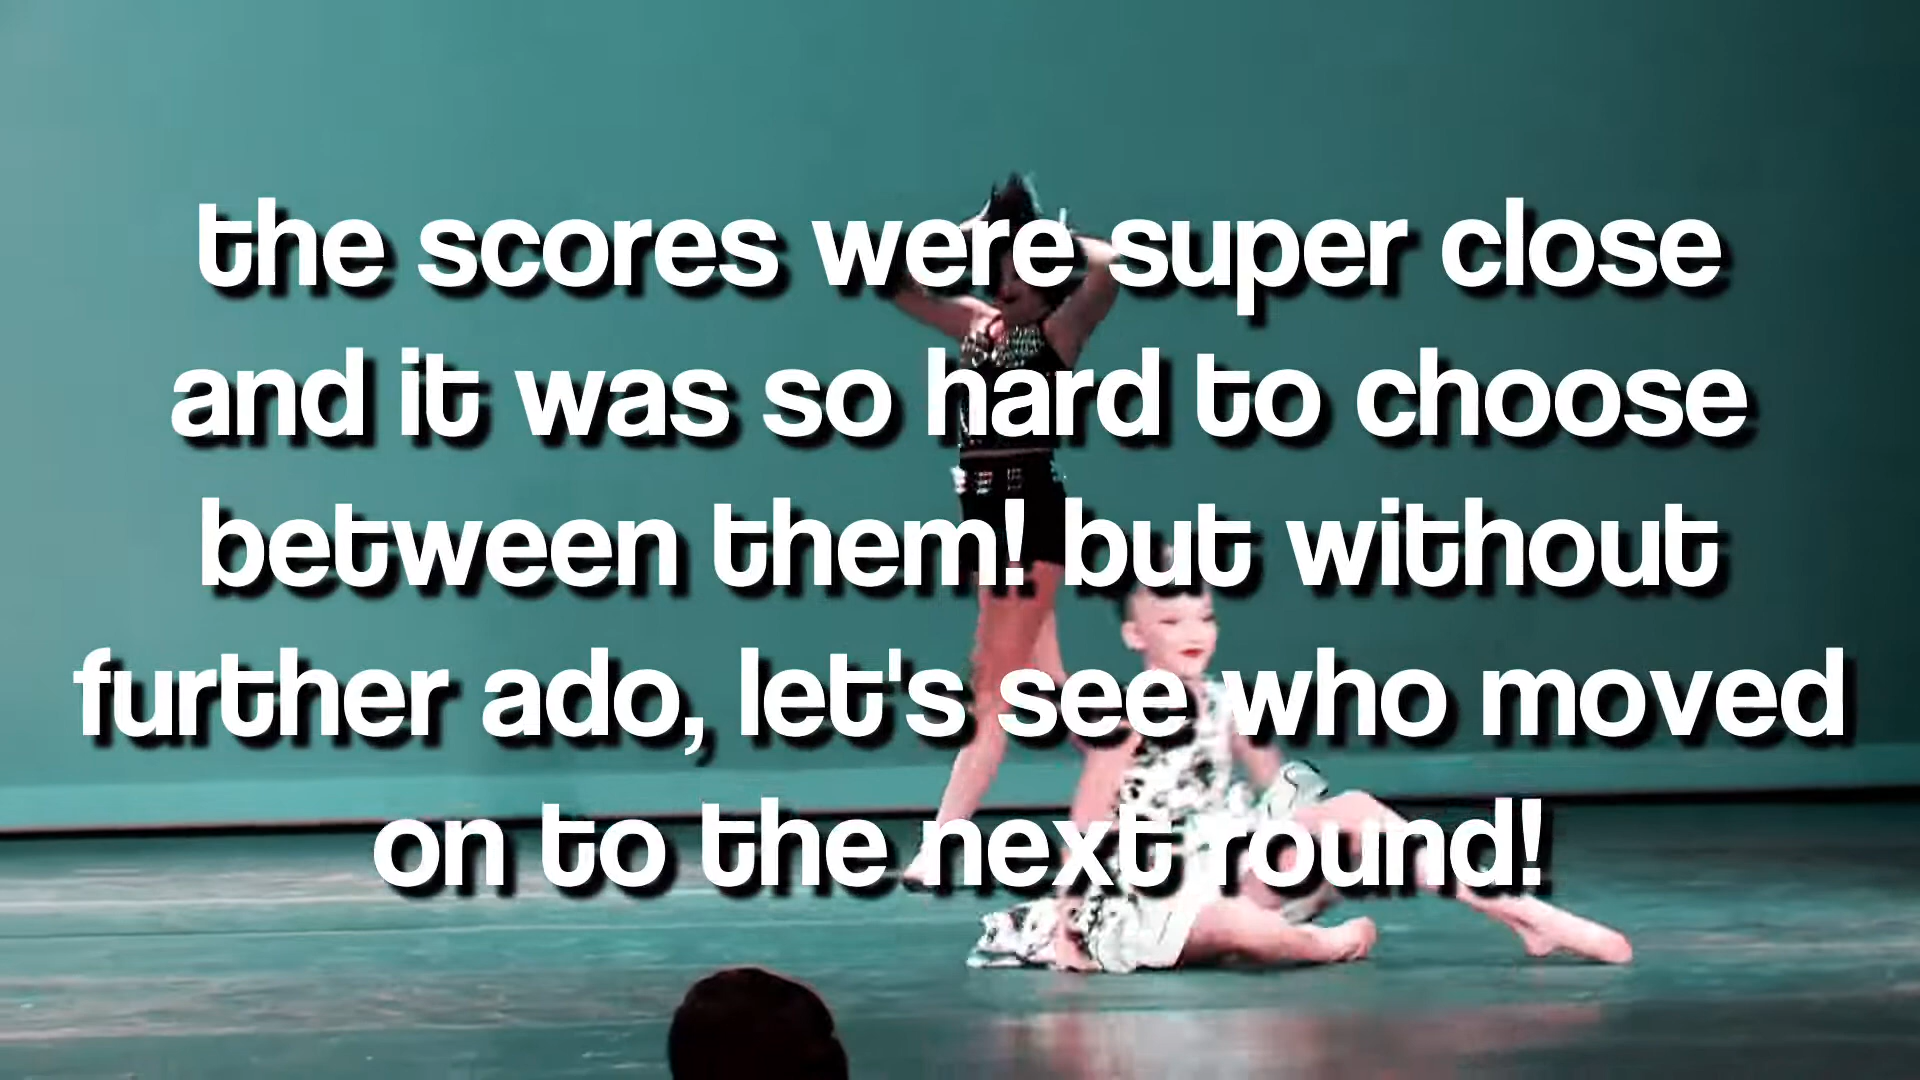 the scores were super close
and it was so hard to choose
between them! but without
further ado, let's see who moved
on to the next round!